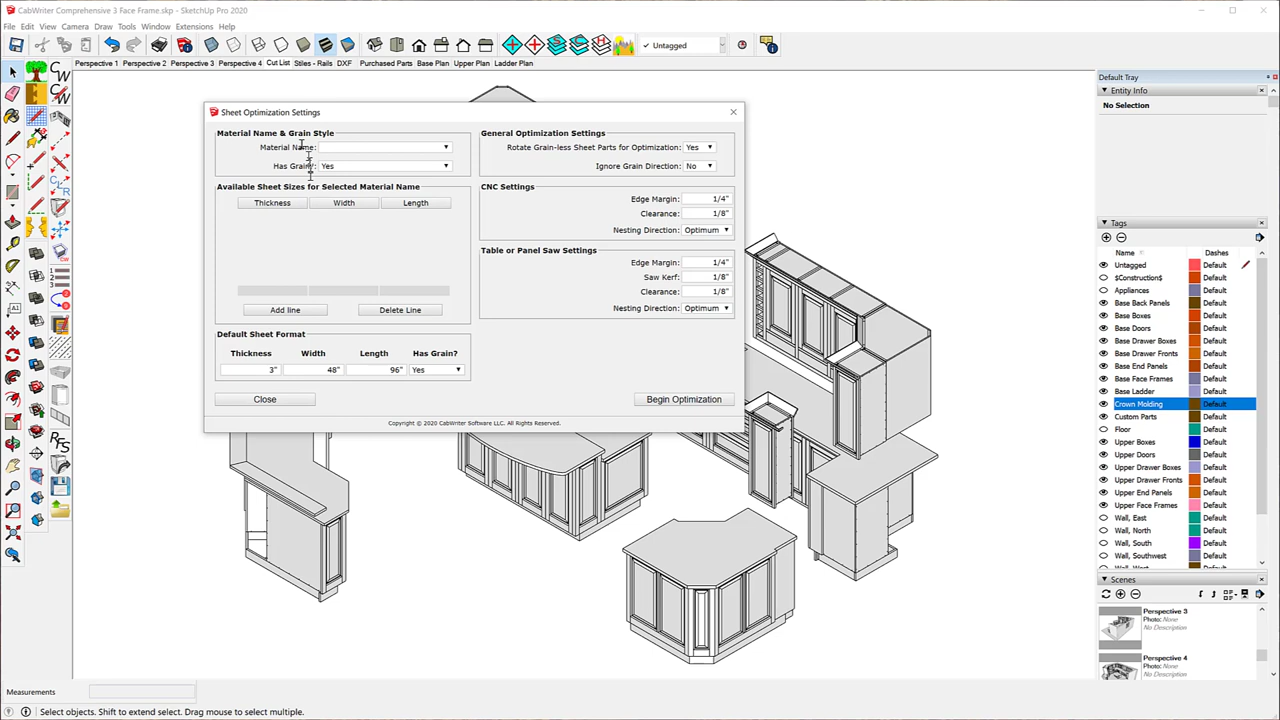 CabWriter Comprehensive 3 Face Frame.skp - SketchUp Pro 2020
File Edit View Camera Draw Tools Window Extensions Help
Untagged
Perspective 1 Perspective 2 Perspective 3 Perspective 4 Cut List Stiles - Rails DXF Purchased Parts Base Plan Upper Plan Ladder Plan
Sheet Optimization Settings
Material Name & Grain Style
Material Name:
Has Grain?: Yes
Available Sheet Sizes for Selected Material Name
Thickness Width Length
Add line Delete Line
Default Sheet Format
Thickness Width Length Has Grain?
3" 48" 96" Yes
Close
General Optimization Settings
Rotate Grain-less Sheet Parts for Optimization: Yes
Ignore Grain Direction: No
CNC Settings
Edge Margin: 1/4"
Clearance: 1/8"
Nesting Direction: Optimum
Table or Panel Saw Settings
Edge Margin: 1/4"
Saw Kerf: 1/8"
Clearance: 1/8"
Nesting Direction: Optimum
Begin Optimization
Copyright © 2020 CabWriter Software LLC. All Rights Reserved.
Default Tray
Entity Info
No Selection
Tags
Name Dashes
Untagged Default
$Construction$ Default
Appliances Default
Base Back Panels Default
Base Boxes Default
Base Doors Default
Base Drawer Boxes Default
Base Drawer Fronts Default
Base End Panels Default
Base Face Frames Default
Base Ladder Default
Crown Molding Default
Custom Parts Default
Floor Default
Upper Boxes Default
Upper Doors Default
Upper Drawer Boxes Default
Upper Drawer Fronts Default
Upper End Panels Default
Upper Face Frames Default
Wall, East Default
Wall, North Default
Wall, South Default
Wall, Southwest Default
Scenes
Perspective 3
Photo: None
No Description
Perspective 4
Photo: None
No Description
CW
CW
CLR
RFS
Measurements
Select objects. Shift to extend select. Drag mouse to select multiple.